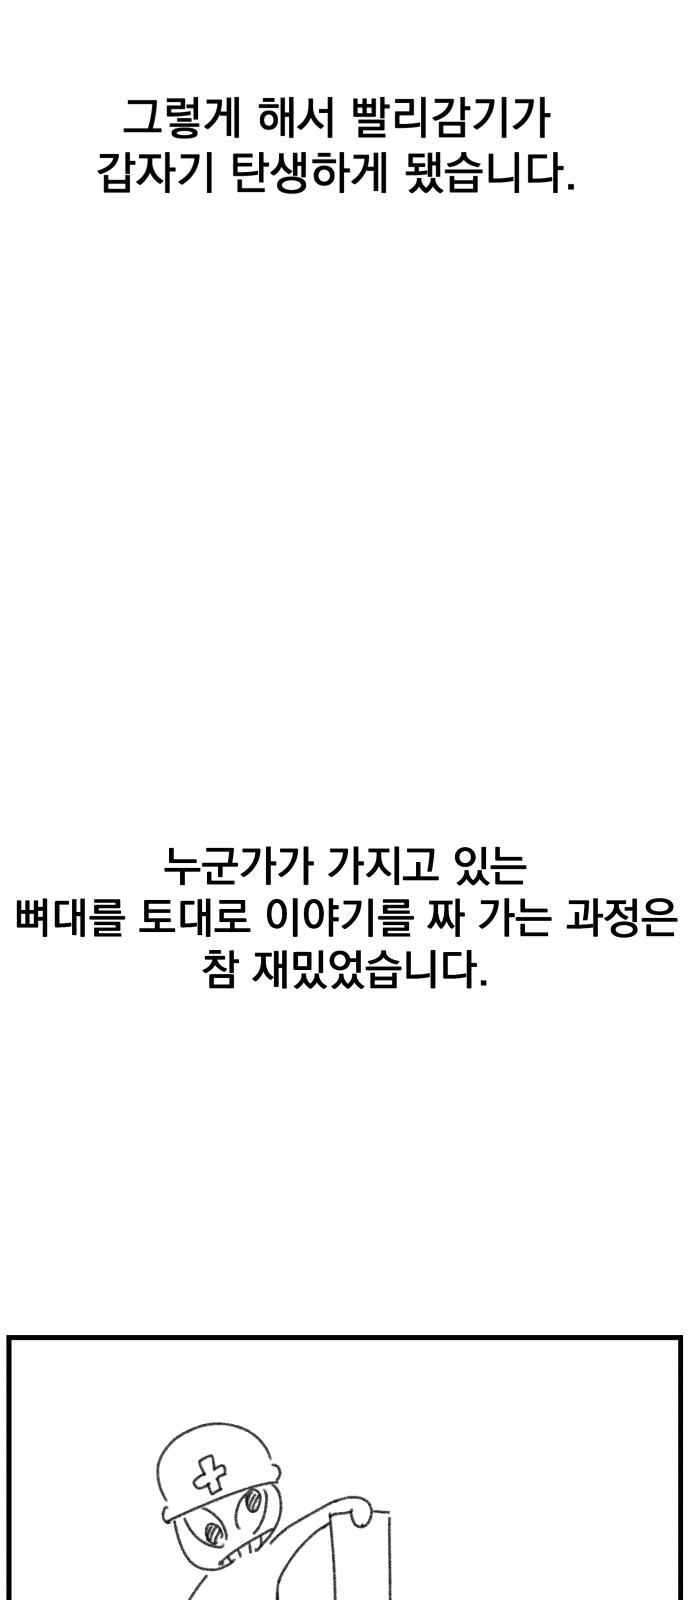 그렇게 해서 빨리감기가
갑자기 탄생하게 됐습니다.
누군가가 가지고 있는
뼈대를 토대로 이야기를 짜 가는 과정은
참 재밌었습니다.